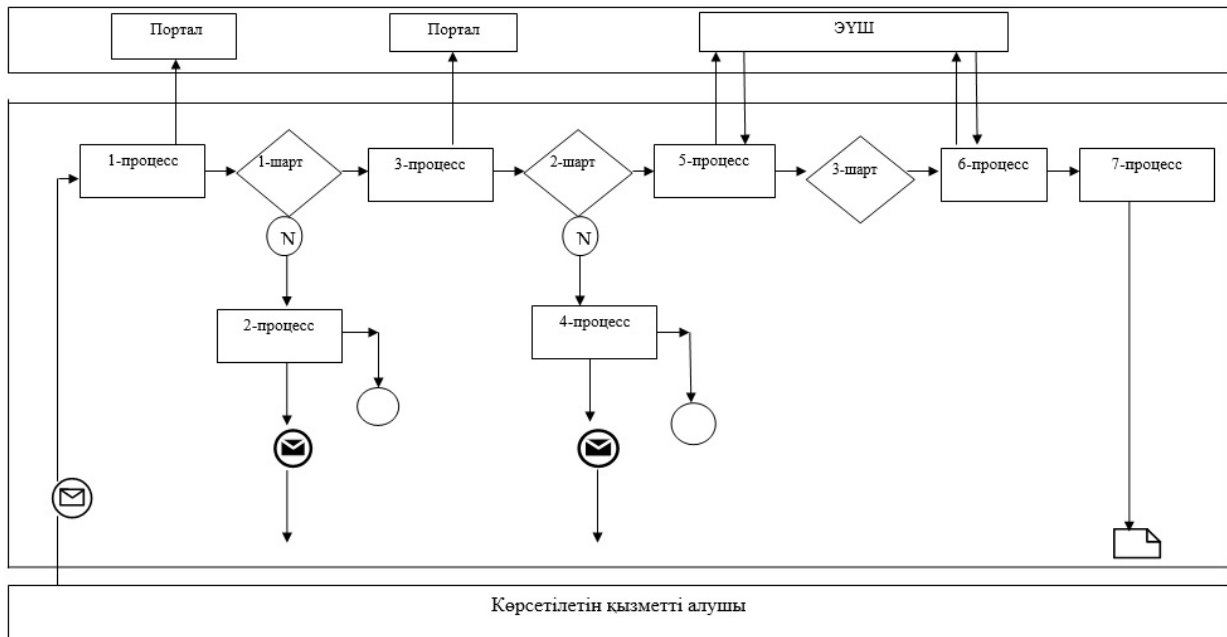 Портал
Портал
ЭҮШ
1-процесс
1-шарт
3-процесс
2-шарт
5-процесс
3-шарт
6-процесс
7-процесс
N
N
2-процесс
4-процесс
Көрсетілетін қызметті алушы